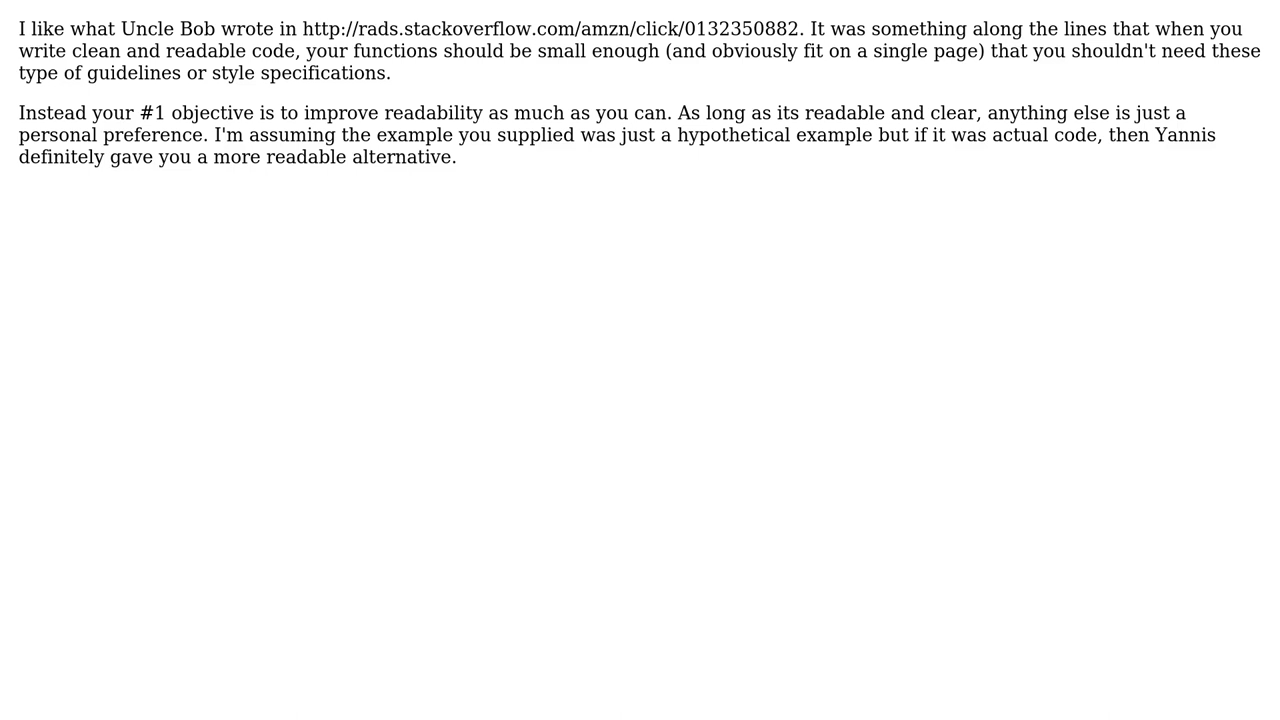 I like what Uncle Bob wrote in http://rads.stackoverflow.com/amzn/click/0132350882. It was something along the lines that when you
write clean and readable code, your functions should be small enough (and obviously fit on a single page) that you shouldn't need these
type of guidelines or style specifications.
Instead your #1 objective is to improve readability as much as you can. As long as its readable and clear, anything else is just a
personal preference. I'm assuming the example you supplied was just a hypothetical example but if it was actual code, then Yannis
definitely gave you a more readable alternative.